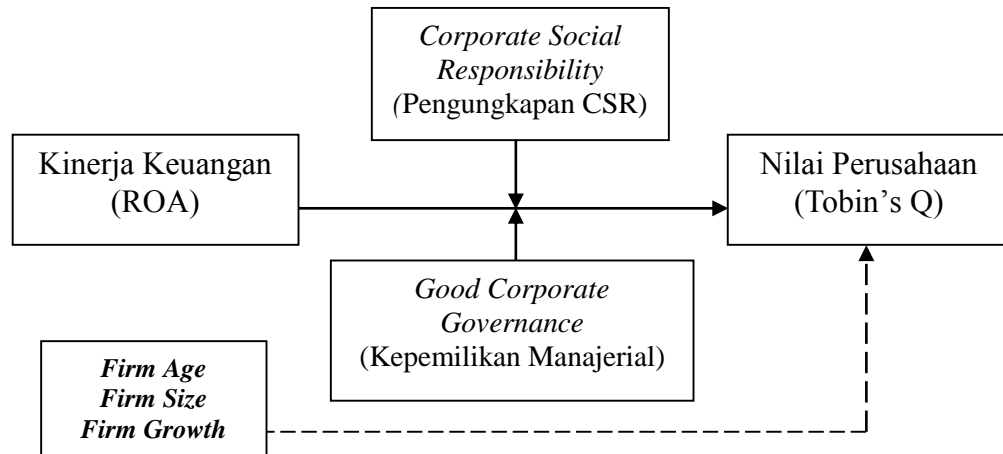 Corporate Social
Responsibility
(Pengungkapan CSR)
Kinerja Keuangan
(ROA)
Nilai Perusahaan
(Tobin’s Q)
Good Corporate
Governance
(Kepemilikan Manajerial)
Firm Age
Firm Size
Firm Growth